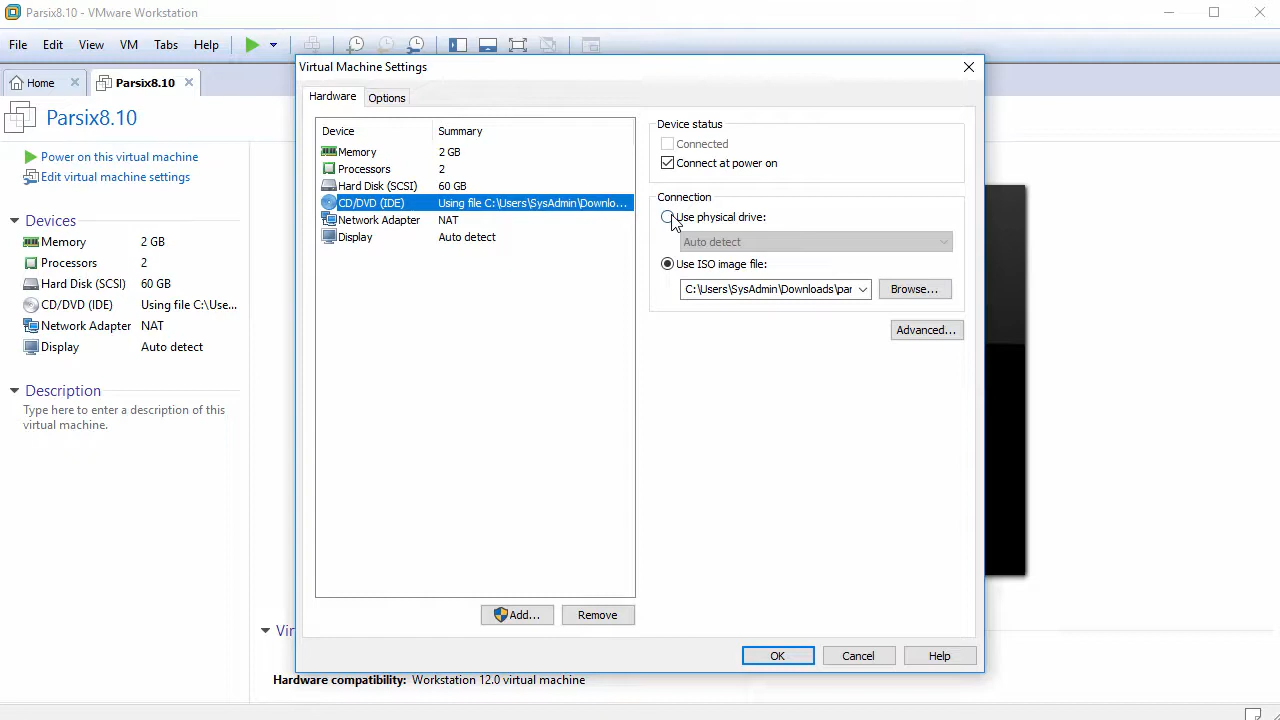 Parsix8.10 - VMware Workstation
File Edit View VM Tabs Help
Home Parsix8.10
Parsix8.10
Power on this virtual machine
Edit virtual machine settings
Devices
Memory 2 GB
Processors 2
Hard Disk (SCSI) 60 GB
CD/DVD (IDE) Using file C:\Use...
Network Adapter NAT
Display Auto detect
Description
Type here to enter a description of this
virtual machine.
Virtual Machine Settings
Hardware Options
Device Summary
Memory 2 GB
Processors 2
Hard Disk (SCSI) 60 GB
CD/DVD (IDE) Using file C:\Users\SysAdmin\Downlo...
Network Adapter NAT
Display Auto detect
Add... Remove
Device status
Connected
Connect at power on
Connection
Use physical drive:
Auto detect
Use ISO image file:
C:\Users\SysAdmin\Downloads\par Browse...
Advanced...
OK Cancel Help
Vir
Hardware compatibility: Workstation 12.0 virtual machine